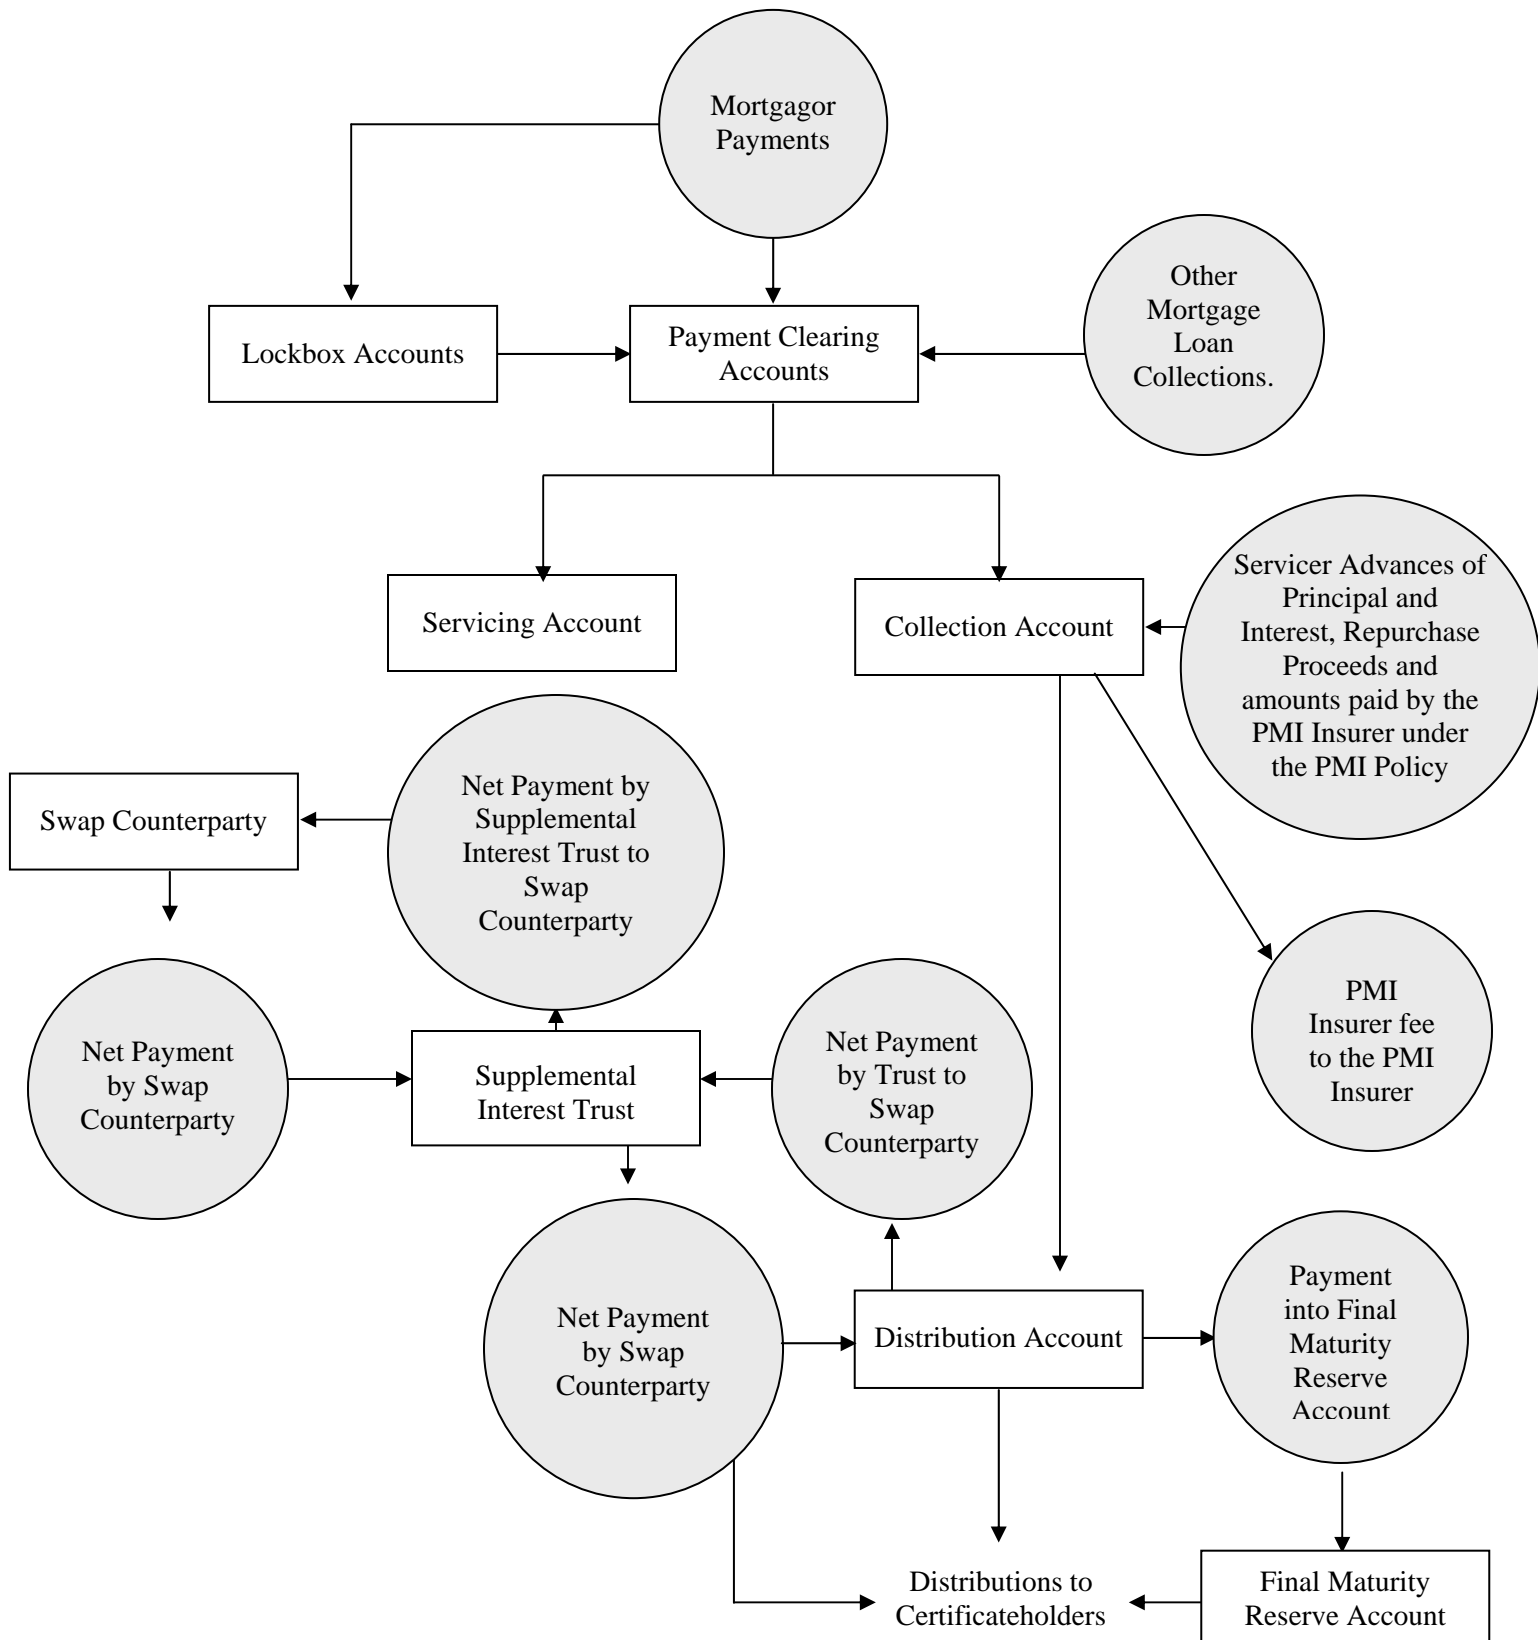 Mortgagor
Payments
Other
Mortgage
Loan
Collections.
Lockbox Accounts
Payment Clearing
Accounts
Servicer Advances of
Principal and
Interest, Repurchase
Proceeds and
amounts paid by the
PMI Insurer under
the PMI Policy
Servicing Account
Collection Account
Net Payment by
Supplemental
Interest Trust to
Swap
Counterparty
Swap Counterparty
PMI
Insurer fee
to the PMI
Insurer
Net Payment
by Swap
Counterparty
Supplemental
Interest Trust
Net Payment
by Trust to
Swap
Counterparty
Net Payment
by Swap
Counterparty
Distribution Account
Payment
into Final
Maturity
Reserve
Account
Distributions to
Certificateholders
Final Maturity
Reserve Account